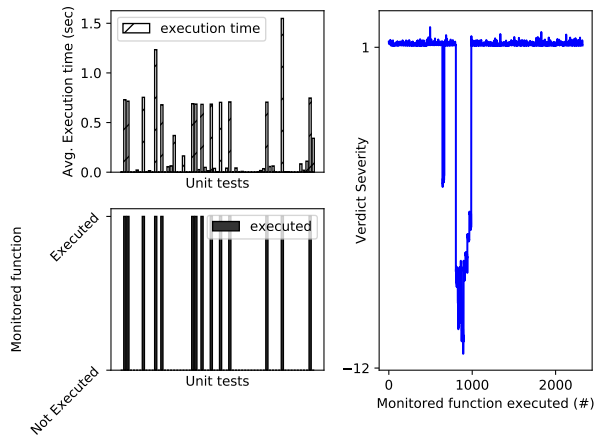 Avg. Execution time (sec)
1.5
1.0
0.5
0.0
execution time
Unit tests
Monitored function
Executed
Not Executed
executed
Unit tests
Verdict Severity
1
−12
0
1000
2000
Monitored function executed (#)